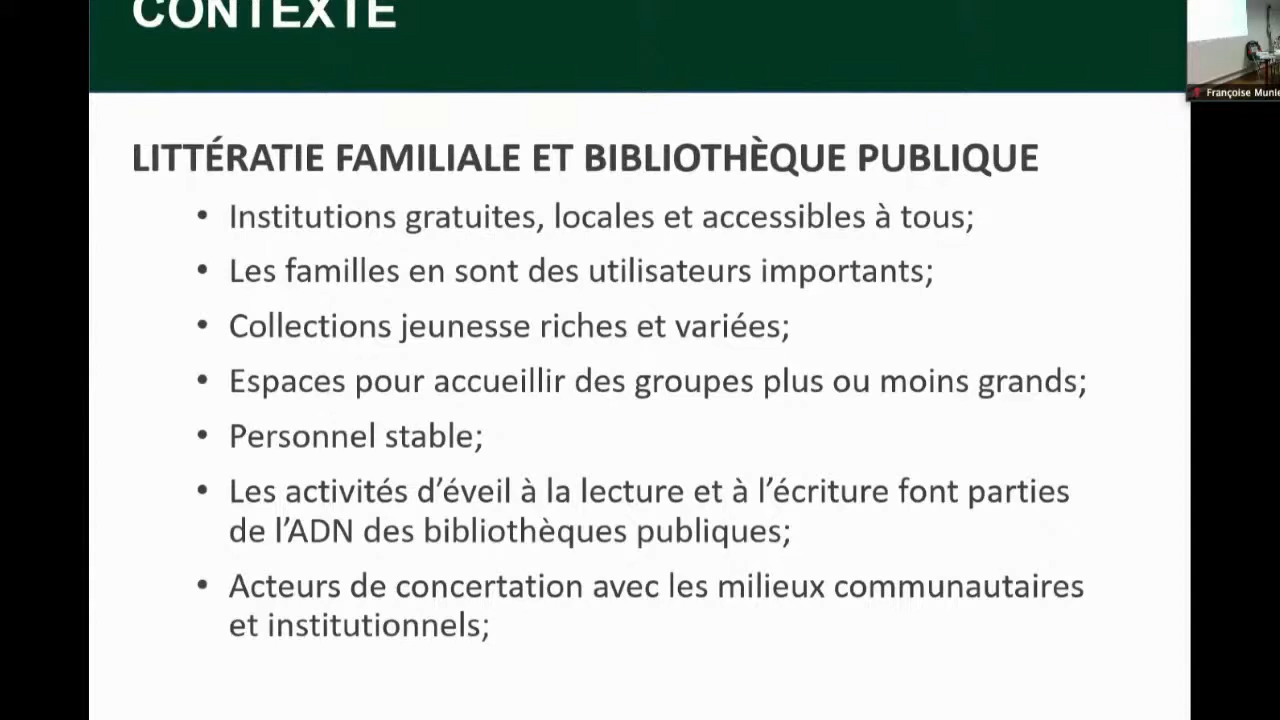 CONTEXTE
Françoise Munie
LITTÉRATIE FAMILIALE ET BIBLIOTHÈQUE PUBLIQUE
• Institutions gratuites, locales et accessibles à tous;
• Les familles en sont des utilisateurs importants;
• Collections jeunesse riches et variées;
• Espaces pour accueillir des groupes plus ou moins grands;
• Personnel stable;
• Les activités d’éveil à la lecture et à l’écriture font parties
de l’ADN des bibliothèques publiques;
• Acteurs de concertation avec les milieux communautaires
et institutionnels;